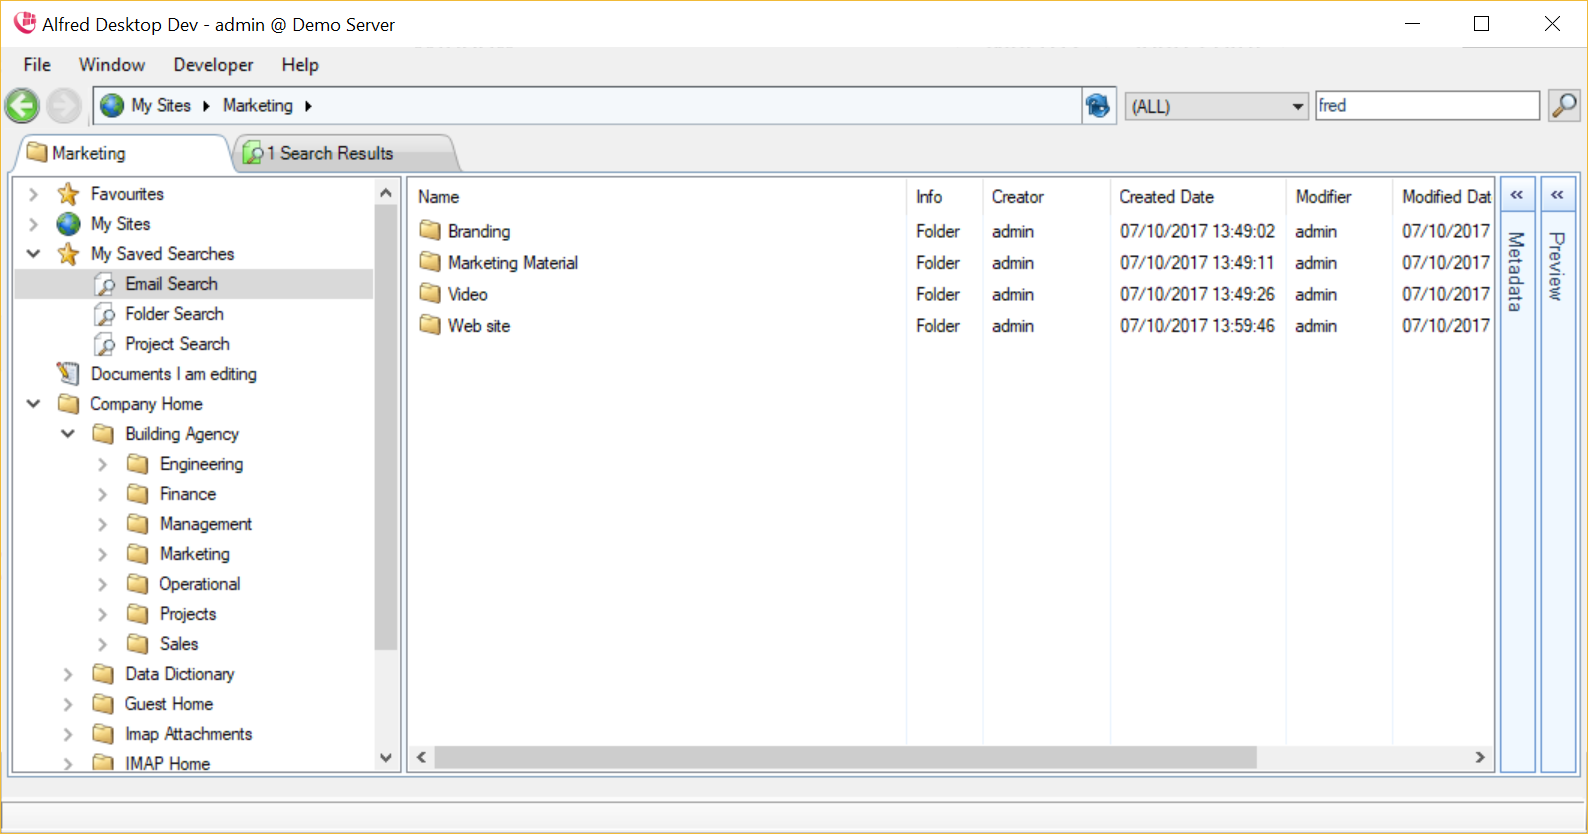 Alfred Desktop Dev - admin @ Demo Server
File Window Developer Help
My Sites Marketing (ALL) fred
Marketing 1 Search Results
Favourites
My Sites
My Saved Searches
Email Search
Folder Search
Project Search
Documents I am editing
Company Home
Building Agency
Engineering
Finance
Management
Marketing
Operational
Projects
Sales
Data Dictionary
Guest Home
Imap Attachments
IMAP Home
Name Info Creator Created Date Modifier Modified Dat
Branding Folder admin 07/10/2017 13:49:02 admin 07/10/2017
Marketing Material Folder admin 07/10/2017 13:49:11 admin 07/10/2017
Video Folder admin 07/10/2017 13:49:26 admin 07/10/2017
Web site Folder admin 07/10/2017 13:59:46 admin 07/10/2017
Metadata
Preview